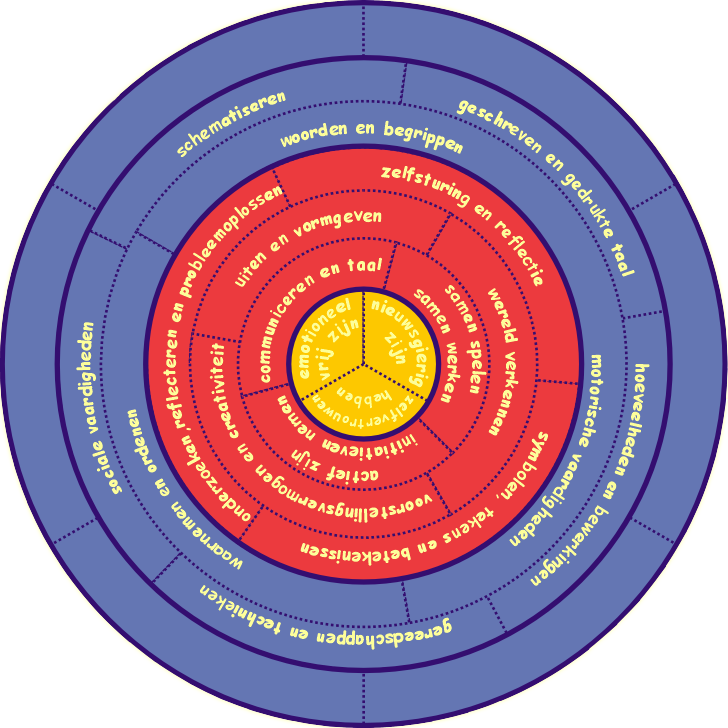 schematiseren
geschreven en gedrukte taal
woorden en begrippen
hoeveelheden en bewerkingen
motorische vaardigheden
gereedschappen en technieken
waarnemen en ordenen
sociale vaardigheden
zelfsturing en reflectie
symbolen, tekens en betekenissen
onderzoeken,reflecteren en probleemoplossen
uiten en vormgeven
wereld verkennen
voorstellingsvermogen en creativiteit
communiceren en taal
samen spelen
samen werken
initiatieven nemen
actief zijn
emotioneel
vrij zijn
nieuwsgierig
zijn
zelfvertrouwen
hebben